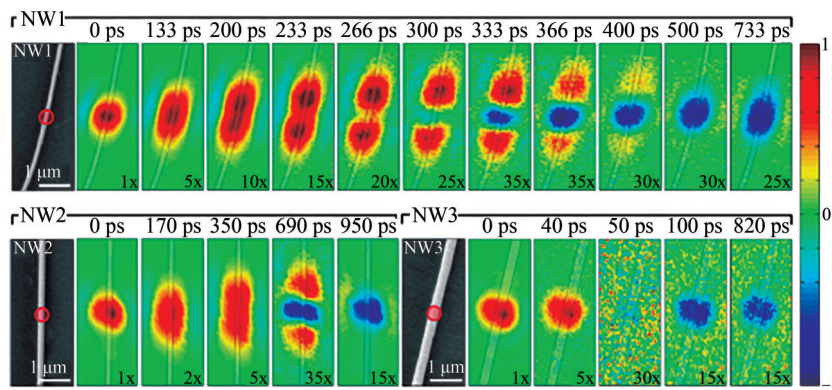 NW1
0 ps 133 ps 200 ps 233 ps 266 ps 300 ps 333 ps 366 ps 400 ps 500 ps 733 ps
NW1
1 μm 1x 5x 10x 15x 20x 25x 35x 35x 30x 30x 25x
NW2 NW3
0 ps 170 ps 350 ps 690 ps 950 ps 0 ps 40 ps 50 ps 100 ps 820 ps
NW2 NW3
1 μm 1x 2x 5x 35x 15x 1 μm 1x 5x 30x 15x 15x
1
0
-1